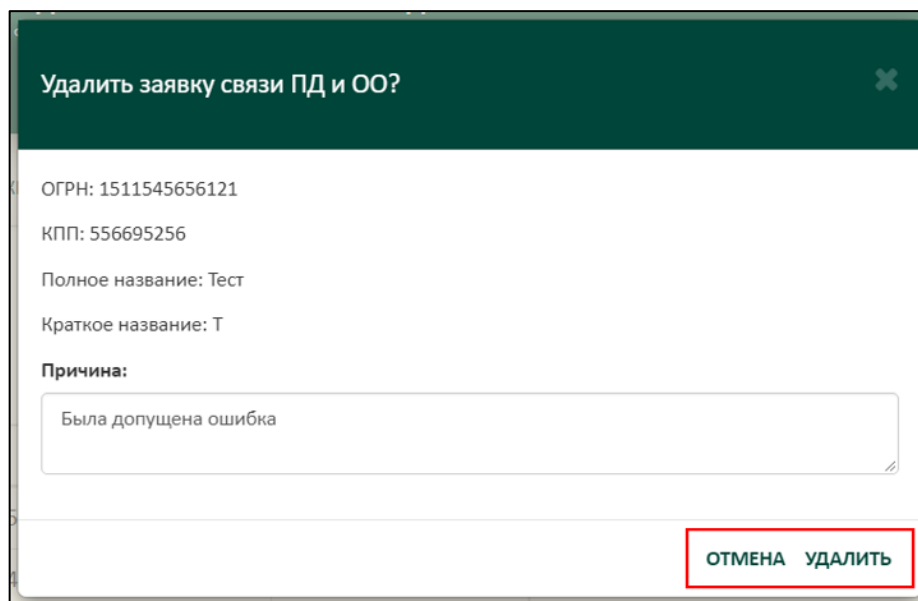 Удалить заявку связи ПД и ОО?
ОГРН: 1511545656121
КПП: 556695256
Полное название: Тест
Краткое название: Т
Причина:
Была допущена ошибка
ОТМЕНА УДАЛИТЬ